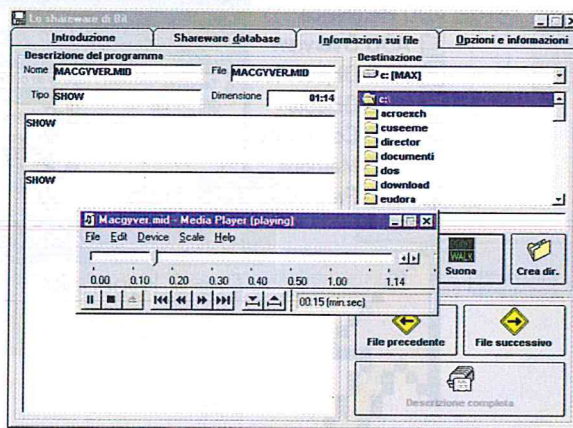 Lo shareware di Bit
Introduzione
Shareware database
Informazioni sui file
Opzioni e informazioni
Descrizione del programma
Nome MACGYVER.MID
File MACGYVER.MID
Tipo SHOW
Dimensione 01:14
SHOW
SHOW
Destinazione
c: [MAX]
c:\
acroexch
cuseeme
director
documenti
dos
download
eudora
Macgyver.mid - Media Player (playing)
File Edit Device Scale Help
0.00 0.10 0.20 0.30 0.40 0.50 1.00 1.14
00.15 (min.sec)
WALK
Suona
Crea dir.
File precedente
File successivo
Descrizione completa